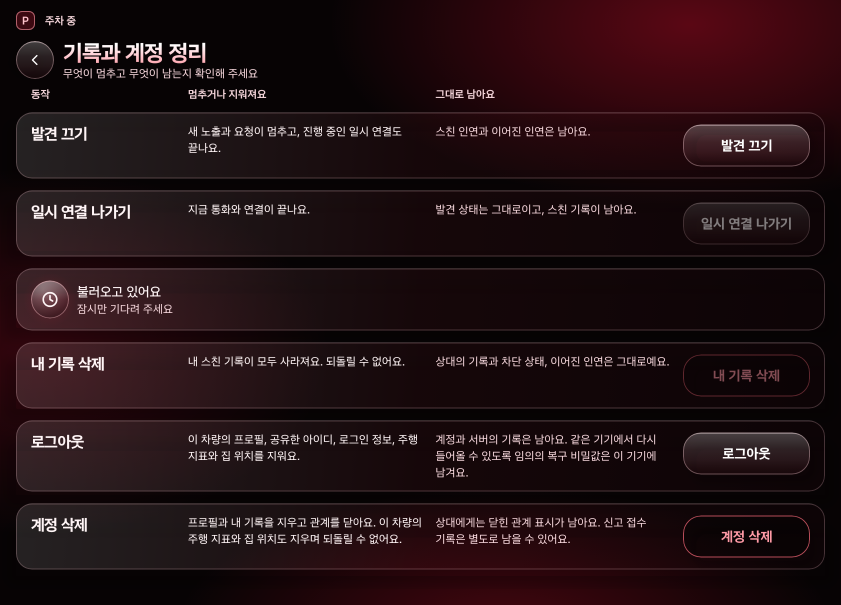 P 주차 중
기록과 계정 정리
무엇이 멈추고 무엇이 남는지 확인해 주세요
동작 멈추거나 지워져요 그대로 남아요
발견 끄기
새 노출과 요청이 멈추고, 진행 중인 일시 연결도
끝나요.
스친 인연과 이어진 인연은 남아요.
발견 끄기
일시 연결 나가기
지금 통화와 연결이 끝나요.
발견 상태는 그대로이고, 스친 기록이 남아요.
일시 연결 나가기
불러오고 있어요
잠시만 기다려 주세요
내 기록 삭제
내 스친 기록이 모두 사라져요. 되돌릴 수 없어요.
상대의 기록과 차단 상태, 이어진 인연은 그대로예요.
내 기록 삭제
로그아웃
이 차량의 프로필, 공유한 아이디, 로그인 정보, 주행
지표와 집 위치를 지워요.
계정과 서버의 기록은 남아요. 같은 기기에서 다시
들어올 수 있도록 임의의 복구 비밀값은 이 기기에
남겨요.
로그아웃
계정 삭제
프로필과 내 기록을 지우고 관계를 닫아요. 이 차량의
주행 지표와 집 위치도 지우며 되돌릴 수 없어요.
상대에게는 닫힌 관계 표시가 남아요. 신고 접수
기록은 별도로 남을 수 있어요.
계정 삭제